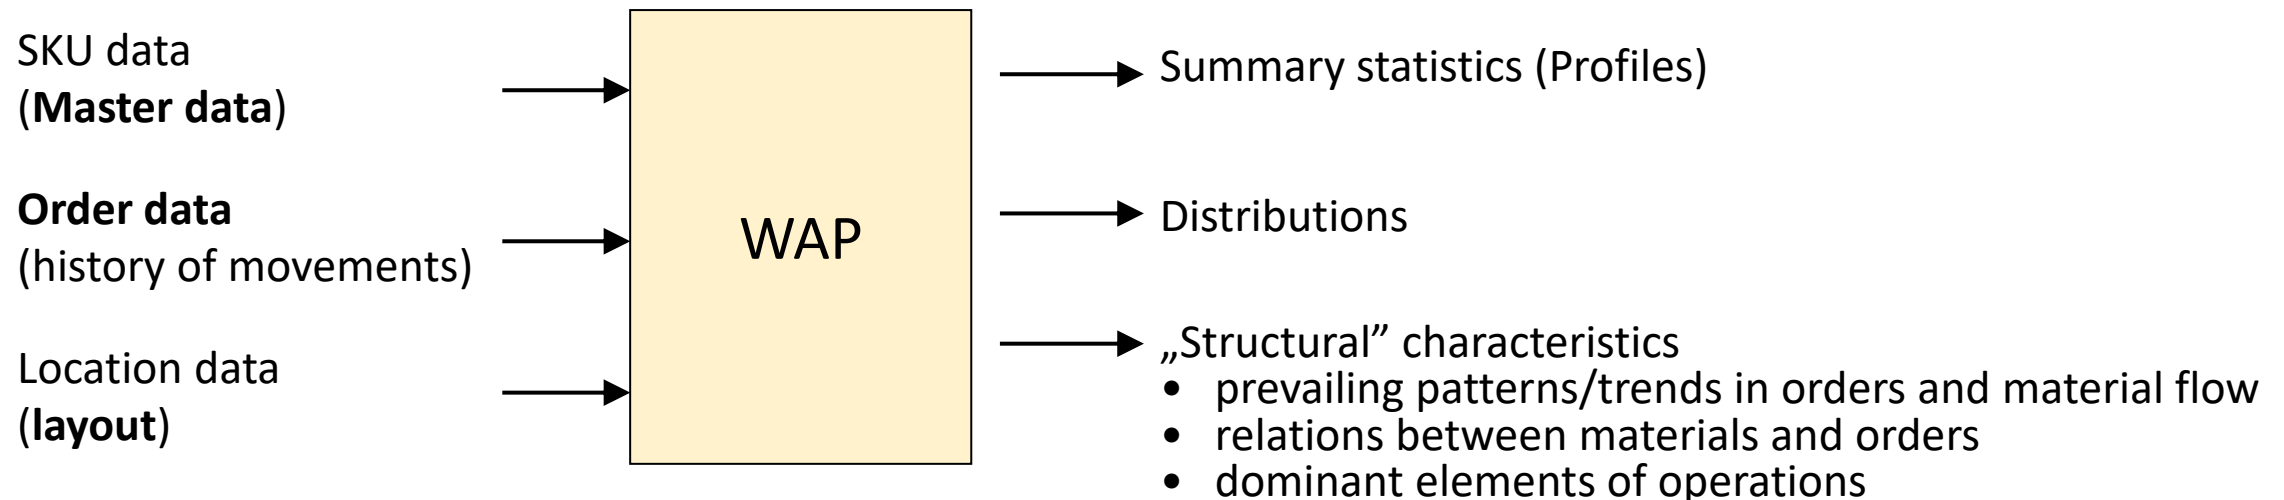 SKU data
(Master data)
Order data
(history of movements)
Location data
(layout)
WAP
Summary statistics (Profiles)
Distributions
„Structural” characteristics
• prevailing patterns/trends in orders and material flow
• relations between materials and orders
• dominant elements of operations